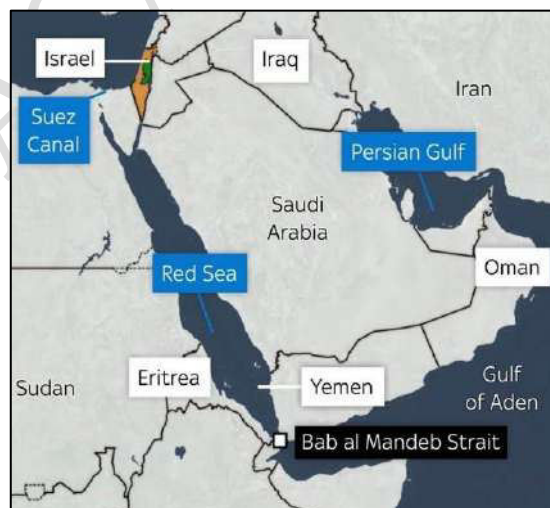 Israel
Iraq
Iran
Suez
Canal
Persian Gulf
Saudi
Arabia
Red Sea
Oman
Sudan
Eritrea
Yemen
Gulf
of Aden
Bab al Mandeb Strait